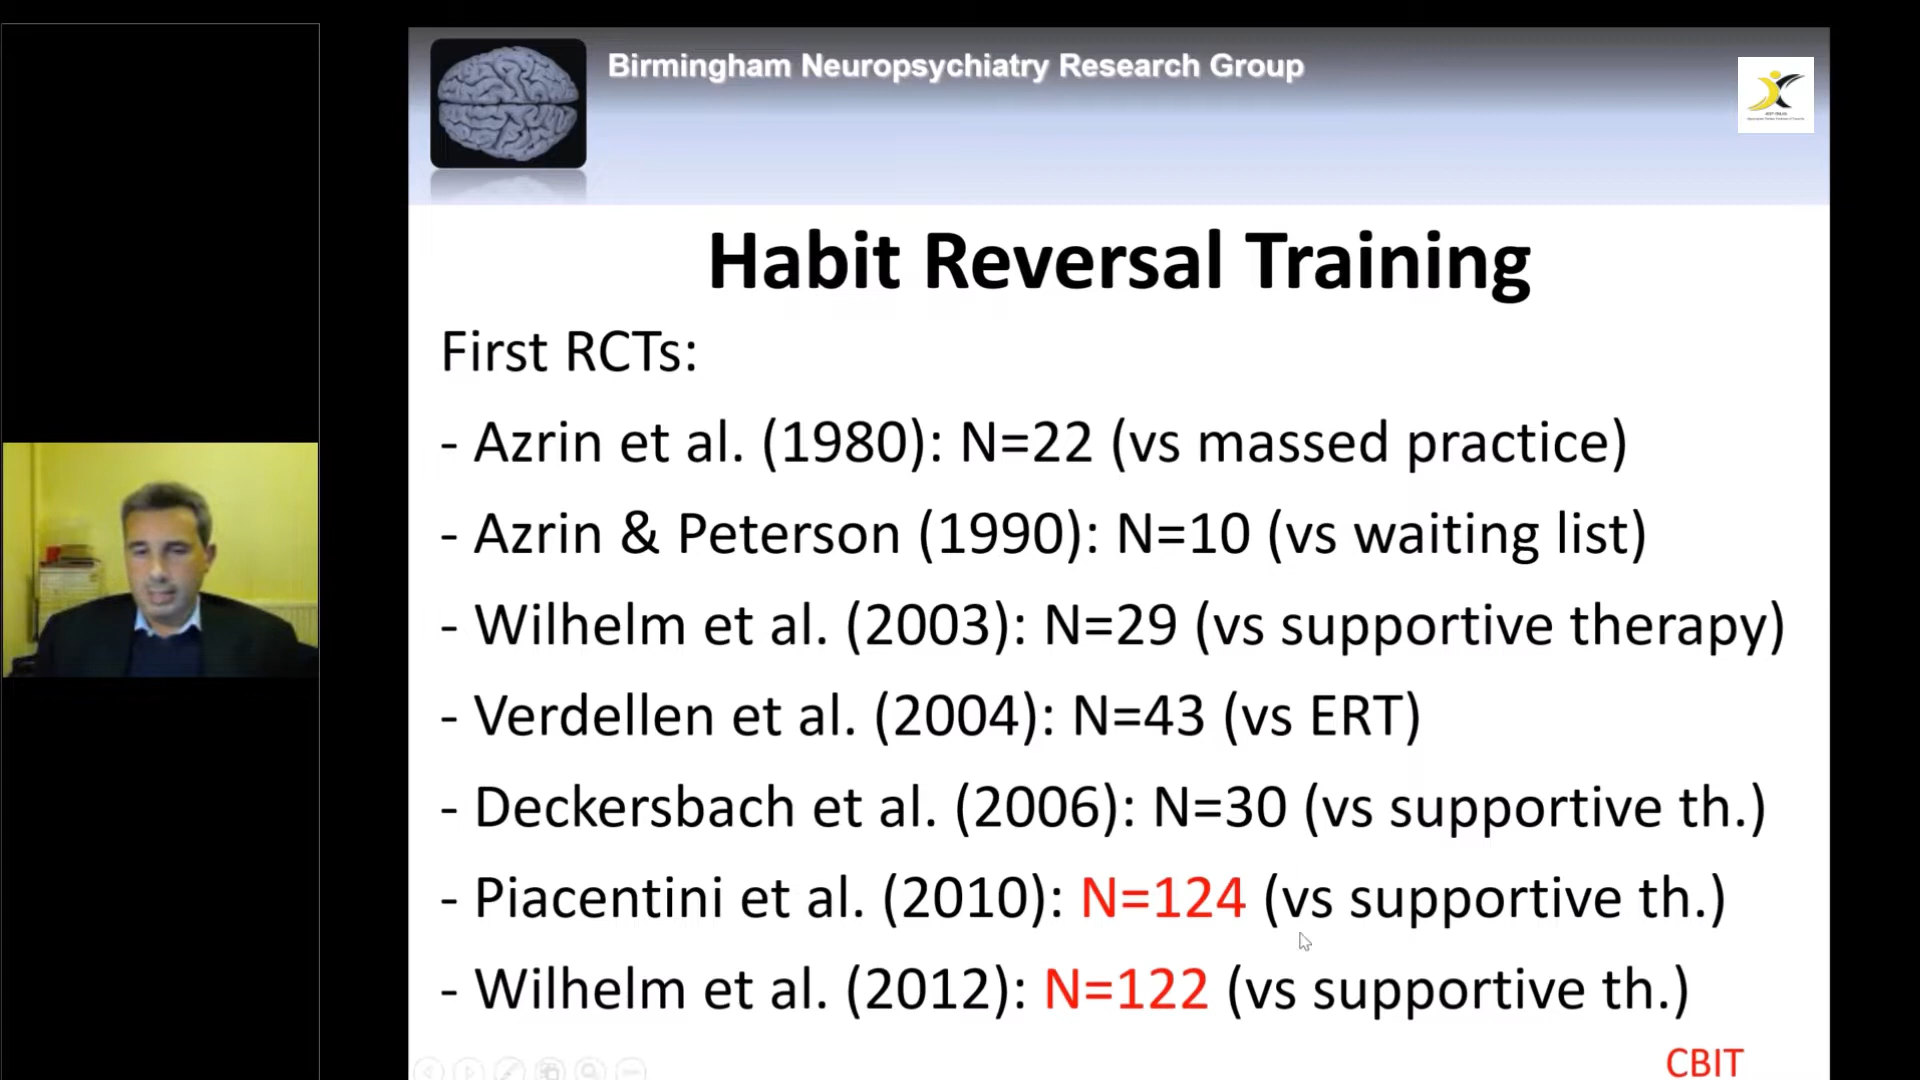 Birmingham Neuropsychiatry Research Group
Habit Reversal Training
First RCTs:
- Azrin et al. (1980): N=22 (vs massed practice)
- Azrin & Peterson (1990): N=10 (vs waiting list)
- Wilhelm et al. (2003): N=29 (vs supportive therapy)
- Verdellen et al. (2004): N=43 (vs ERT)
- Deckersbach et al. (2006): N=30 (vs supportive th.)
- Piacentini et al. (2010): N=124 (vs supportive th.)
- Wilhelm et al. (2012): N=122 (vs supportive th.)
CBIT